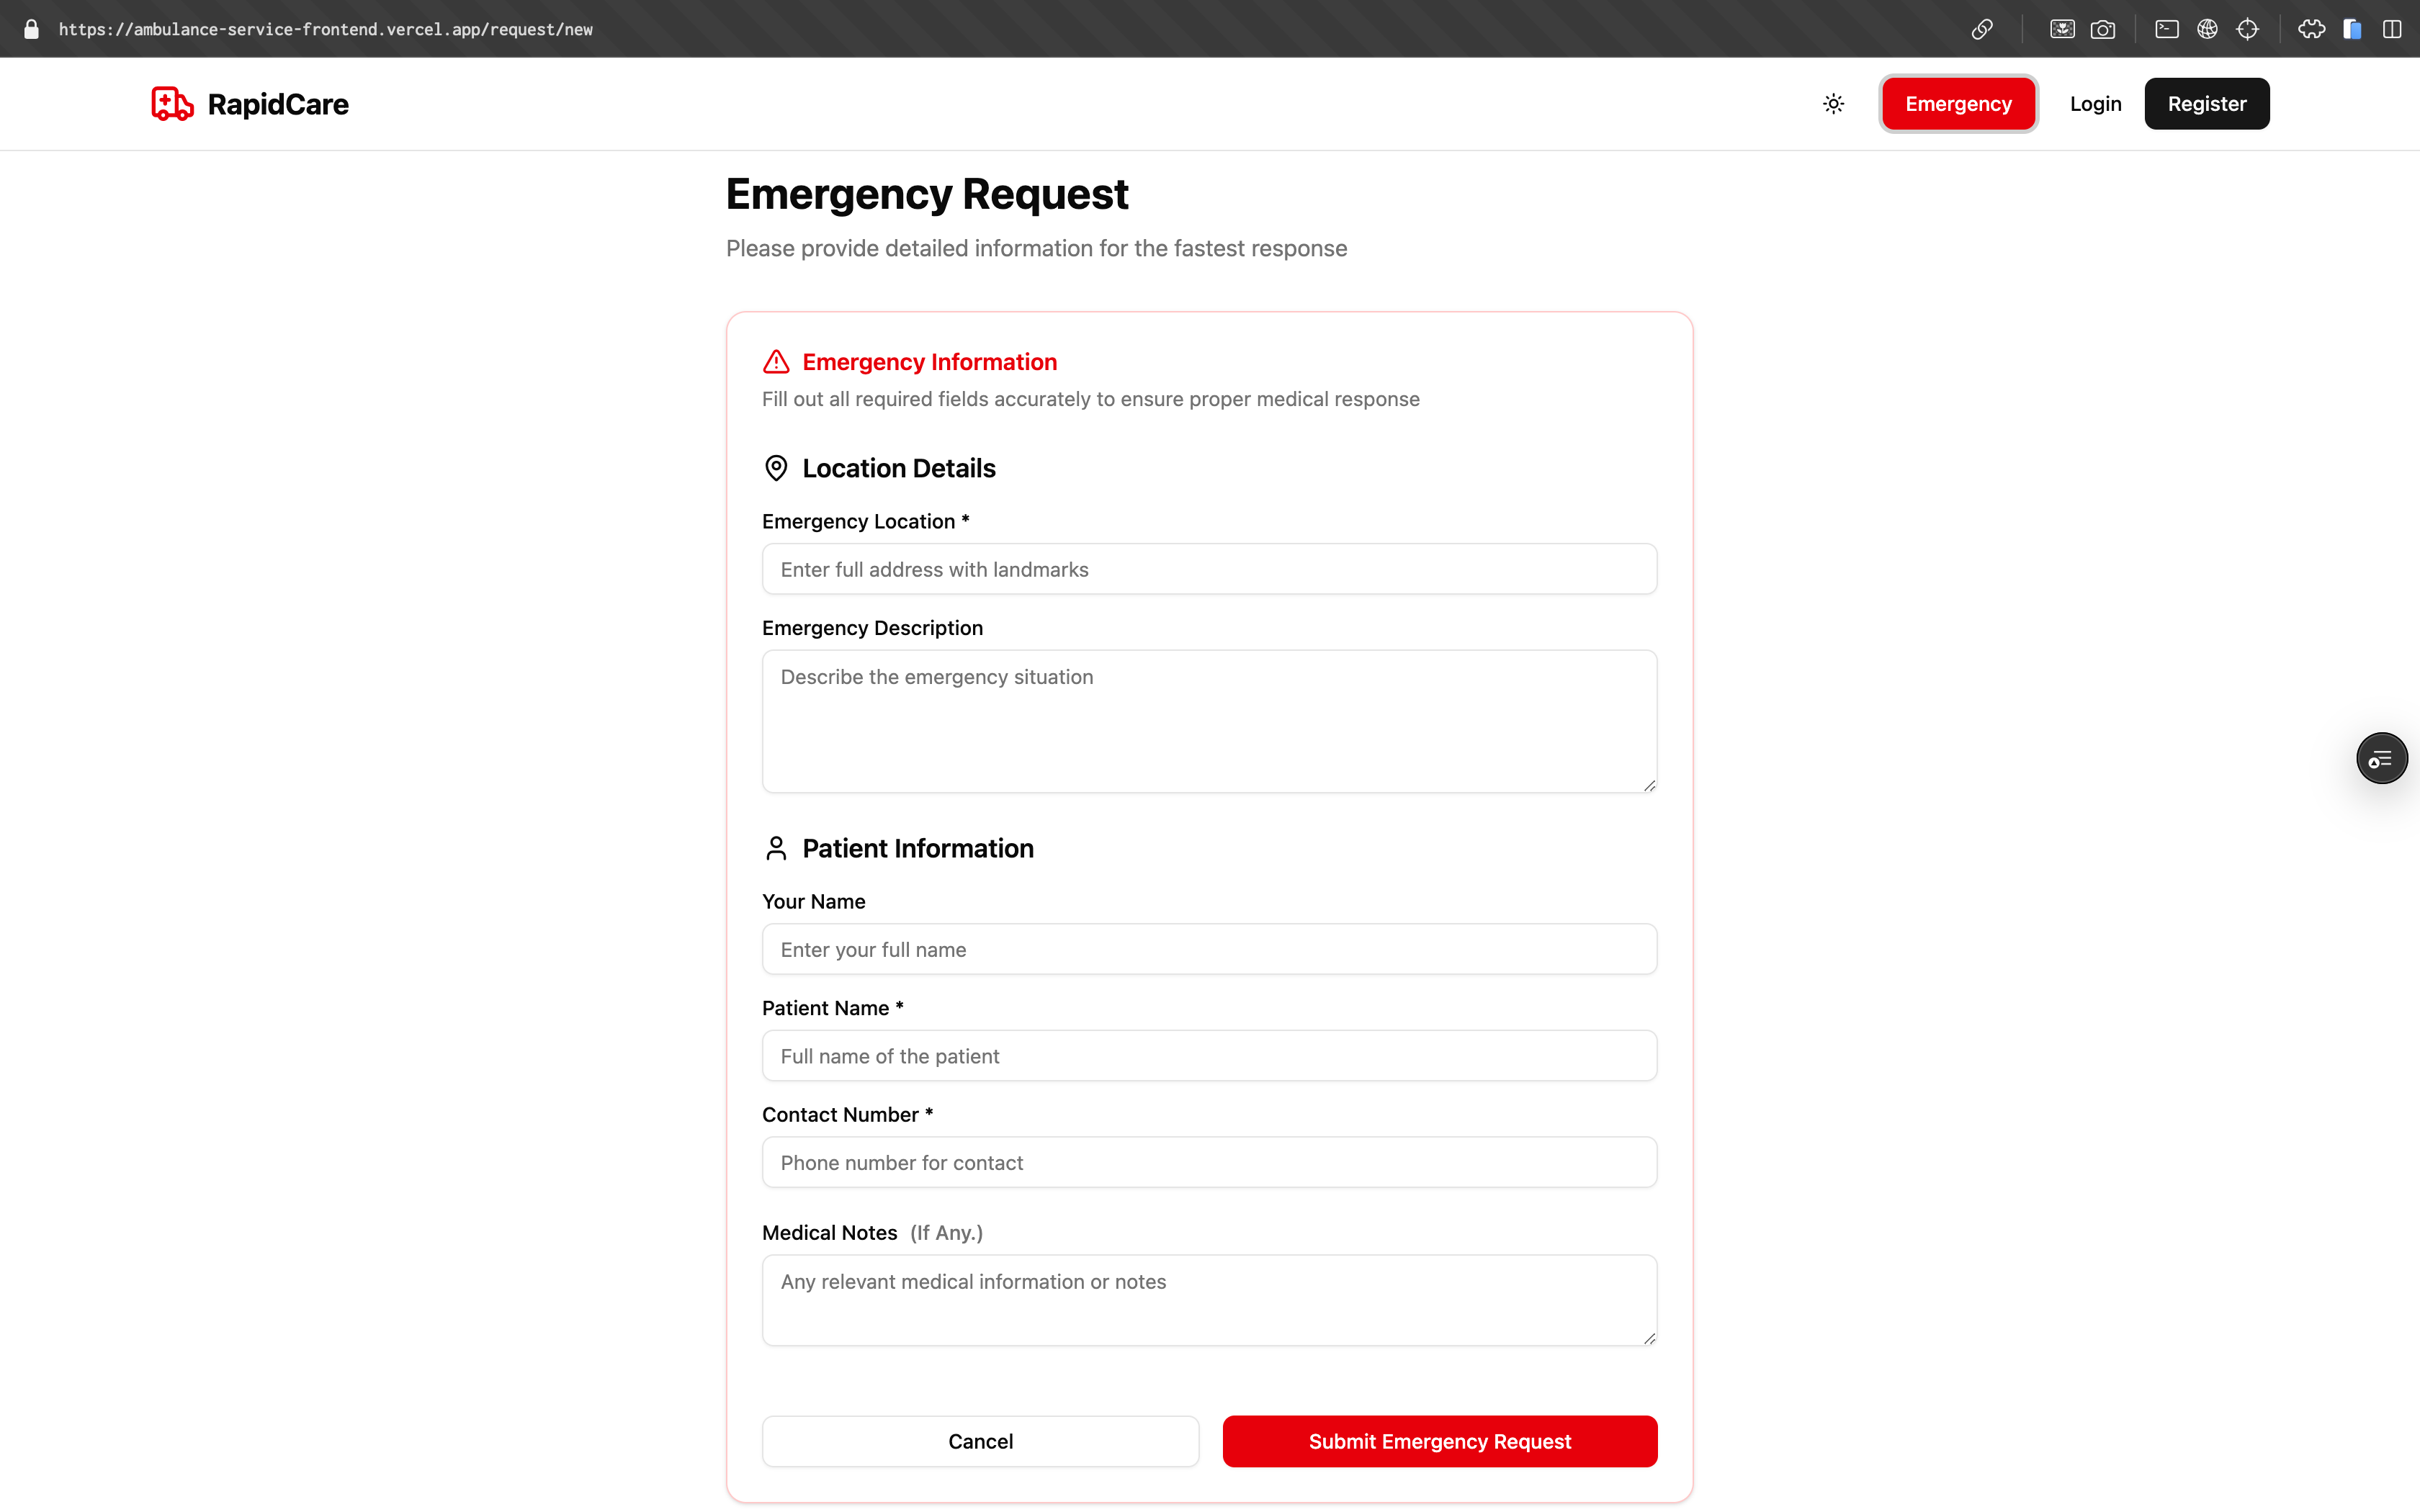 https://ambulance-service-frontend.vercel.app/request/new
RapidCare
Emergency
Login
Register
Emergency Request
Please provide detailed information for the fastest response
Emergency Information
Fill out all required fields accurately to ensure proper medical response
Location Details
Emergency Location *
Enter full address with landmarks
Emergency Description
Describe the emergency situation
Patient Information
Your Name
Enter your full name
Patient Name *
Full name of the patient
Contact Number *
Phone number for contact
Medical Notes (If Any.)
Any relevant medical information or notes
Cancel
Submit Emergency Request